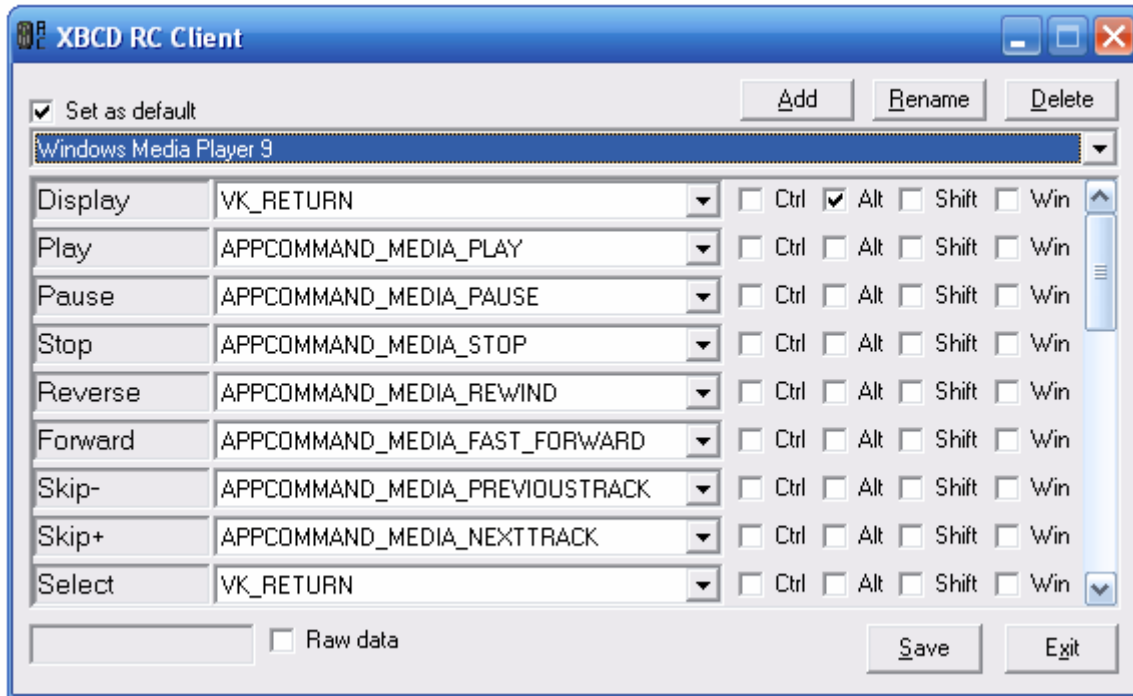 XBCD RC Client
Set as default Add Rename Delete
Windows Media Player 9
Display VK_RETURN Ctrl Alt Shift Win
Play APPCOMMAND_MEDIA_PLAY Ctrl Alt Shift Win
Pause APPCOMMAND_MEDIA_PAUSE Ctrl Alt Shift Win
Stop APPCOMMAND_MEDIA_STOP Ctrl Alt Shift Win
Reverse APPCOMMAND_MEDIA_REWIND Ctrl Alt Shift Win
Forward APPCOMMAND_MEDIA_FAST_FORWARD Ctrl Alt Shift Win
Skip- APPCOMMAND_MEDIA_PREVIOUSTRACK Ctrl Alt Shift Win
Skip+ APPCOMMAND_MEDIA_NEXTTRACK Ctrl Alt Shift Win
Select VK_RETURN Ctrl Alt Shift Win
Raw data Save Exit